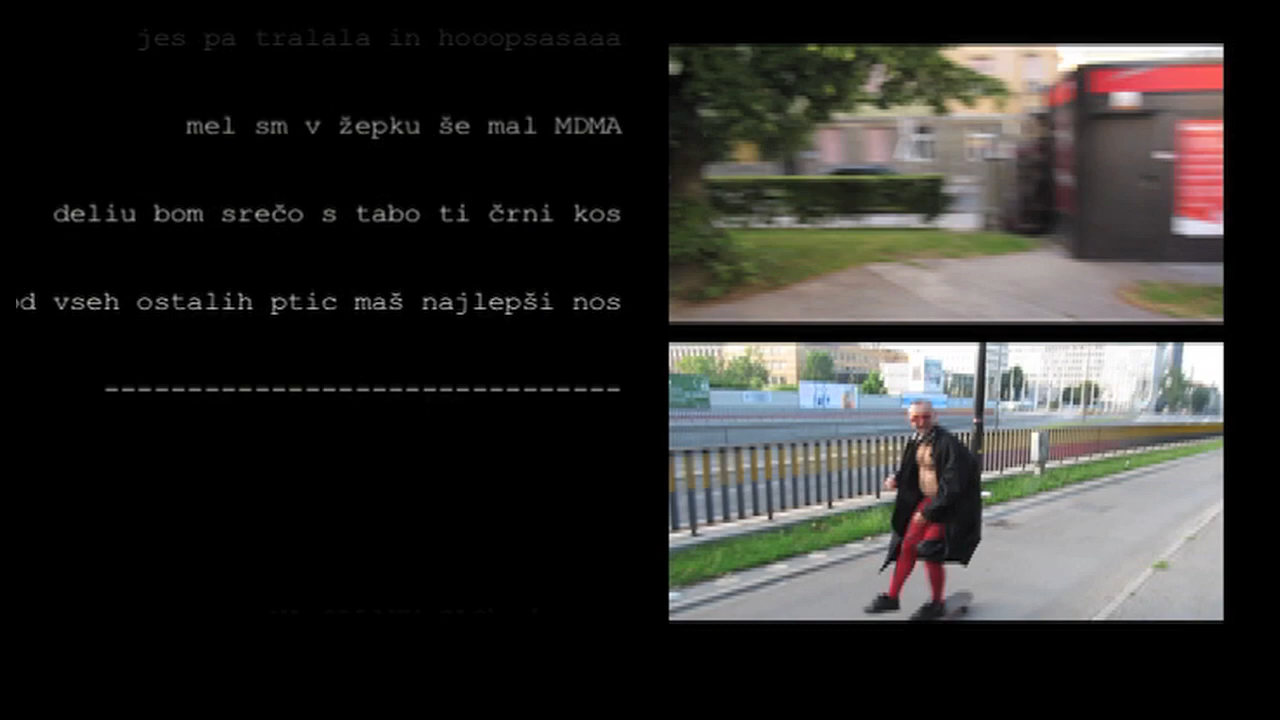 jes pa tralala in hooopsasaaa
mel sm v žepku še mal MDMA
deliu bom srečo s tabo ti črni kos
vseh ostalih ptic maš najlepši nos
-------------------------------